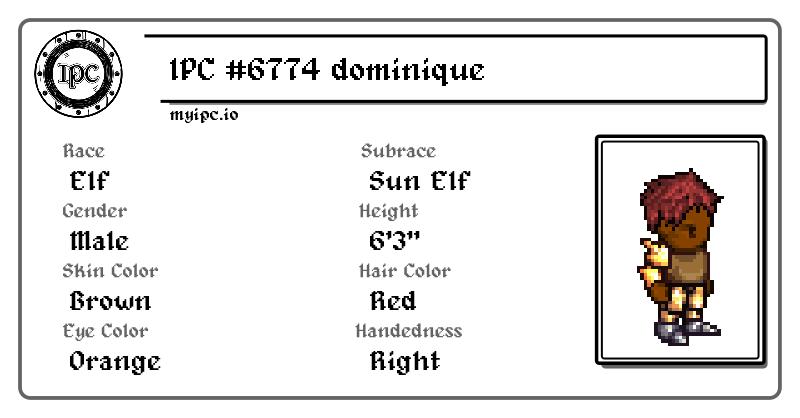 IPC
IPC #6774 dominique
myipc.io
Race
Elf
Subrace
Sun Elf
Gender
Male
Height
6'3"
Skin Color
Brown
Hair Color
Red
Eye Color
Orange
Handedness
Right